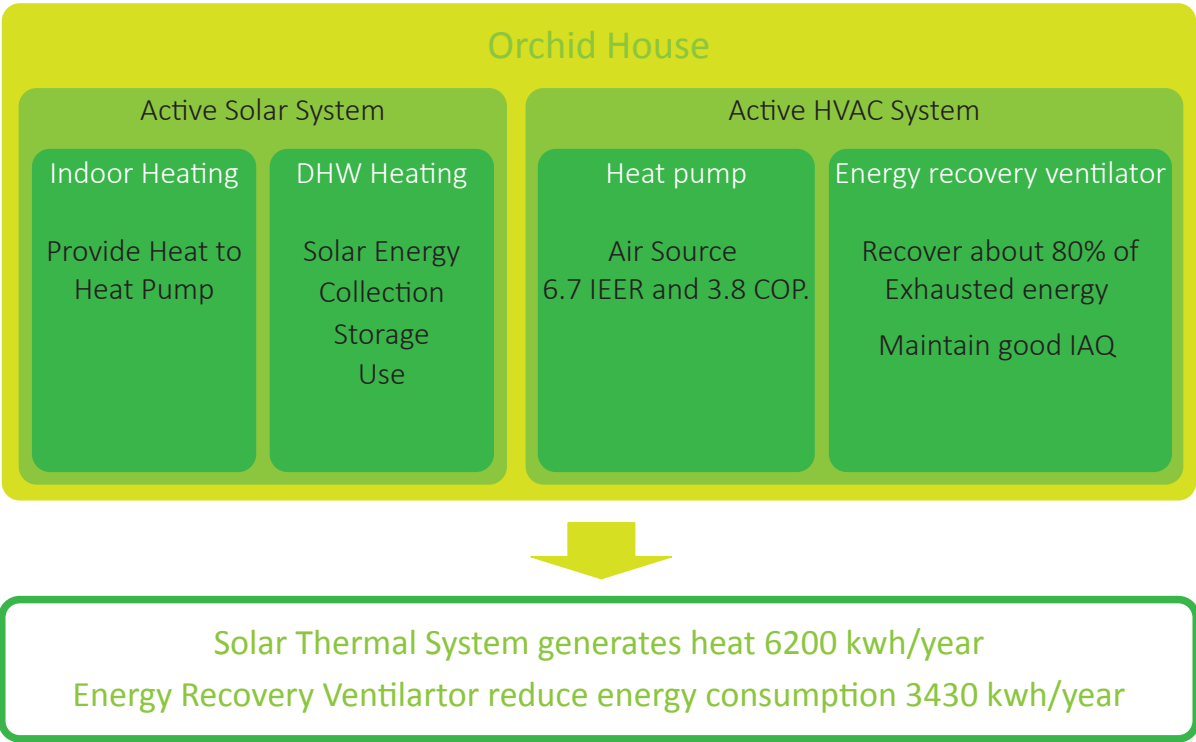 Orchid House
Active Solar System
Indoor Heating
Provide Heat to
Heat Pump
DHW Heating
Solar Energy
Collection
Storage
Use
Active HVAC System
Heat pump
Air Source
6.7 IEER and 3.8 COP.
Energy recovery ventilator
Recover about 80% of
Exhausted energy
Maintain good IAQ
Solar Thermal System generates heat 6200 kwh/year
Energy Recovery Ventilartor reduce energy consumption 3430 kwh/year